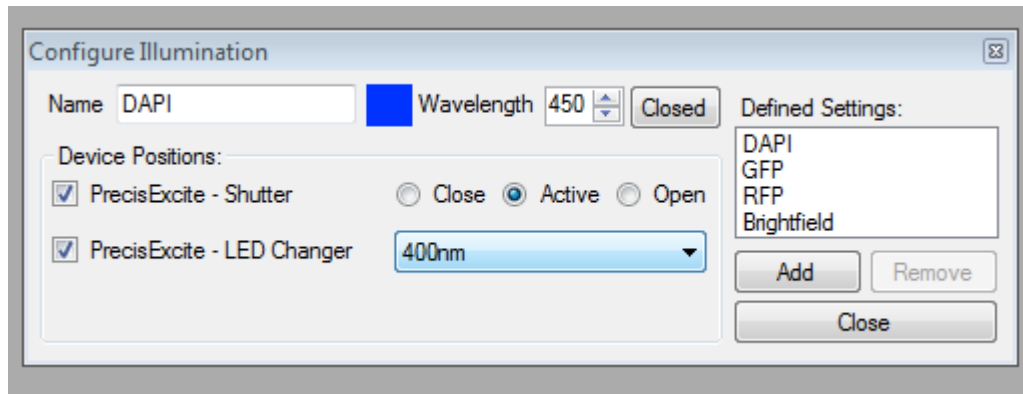 Configure Illumination
Name DAPI Wavelength 450 Closed
Device Positions:
PrecisExcite - Shutter Close Active Open
PrecisExcite - LED Changer 400nm
Defined Settings:
DAPI
GFP
RFP
Brightfield
Add Remove
Close